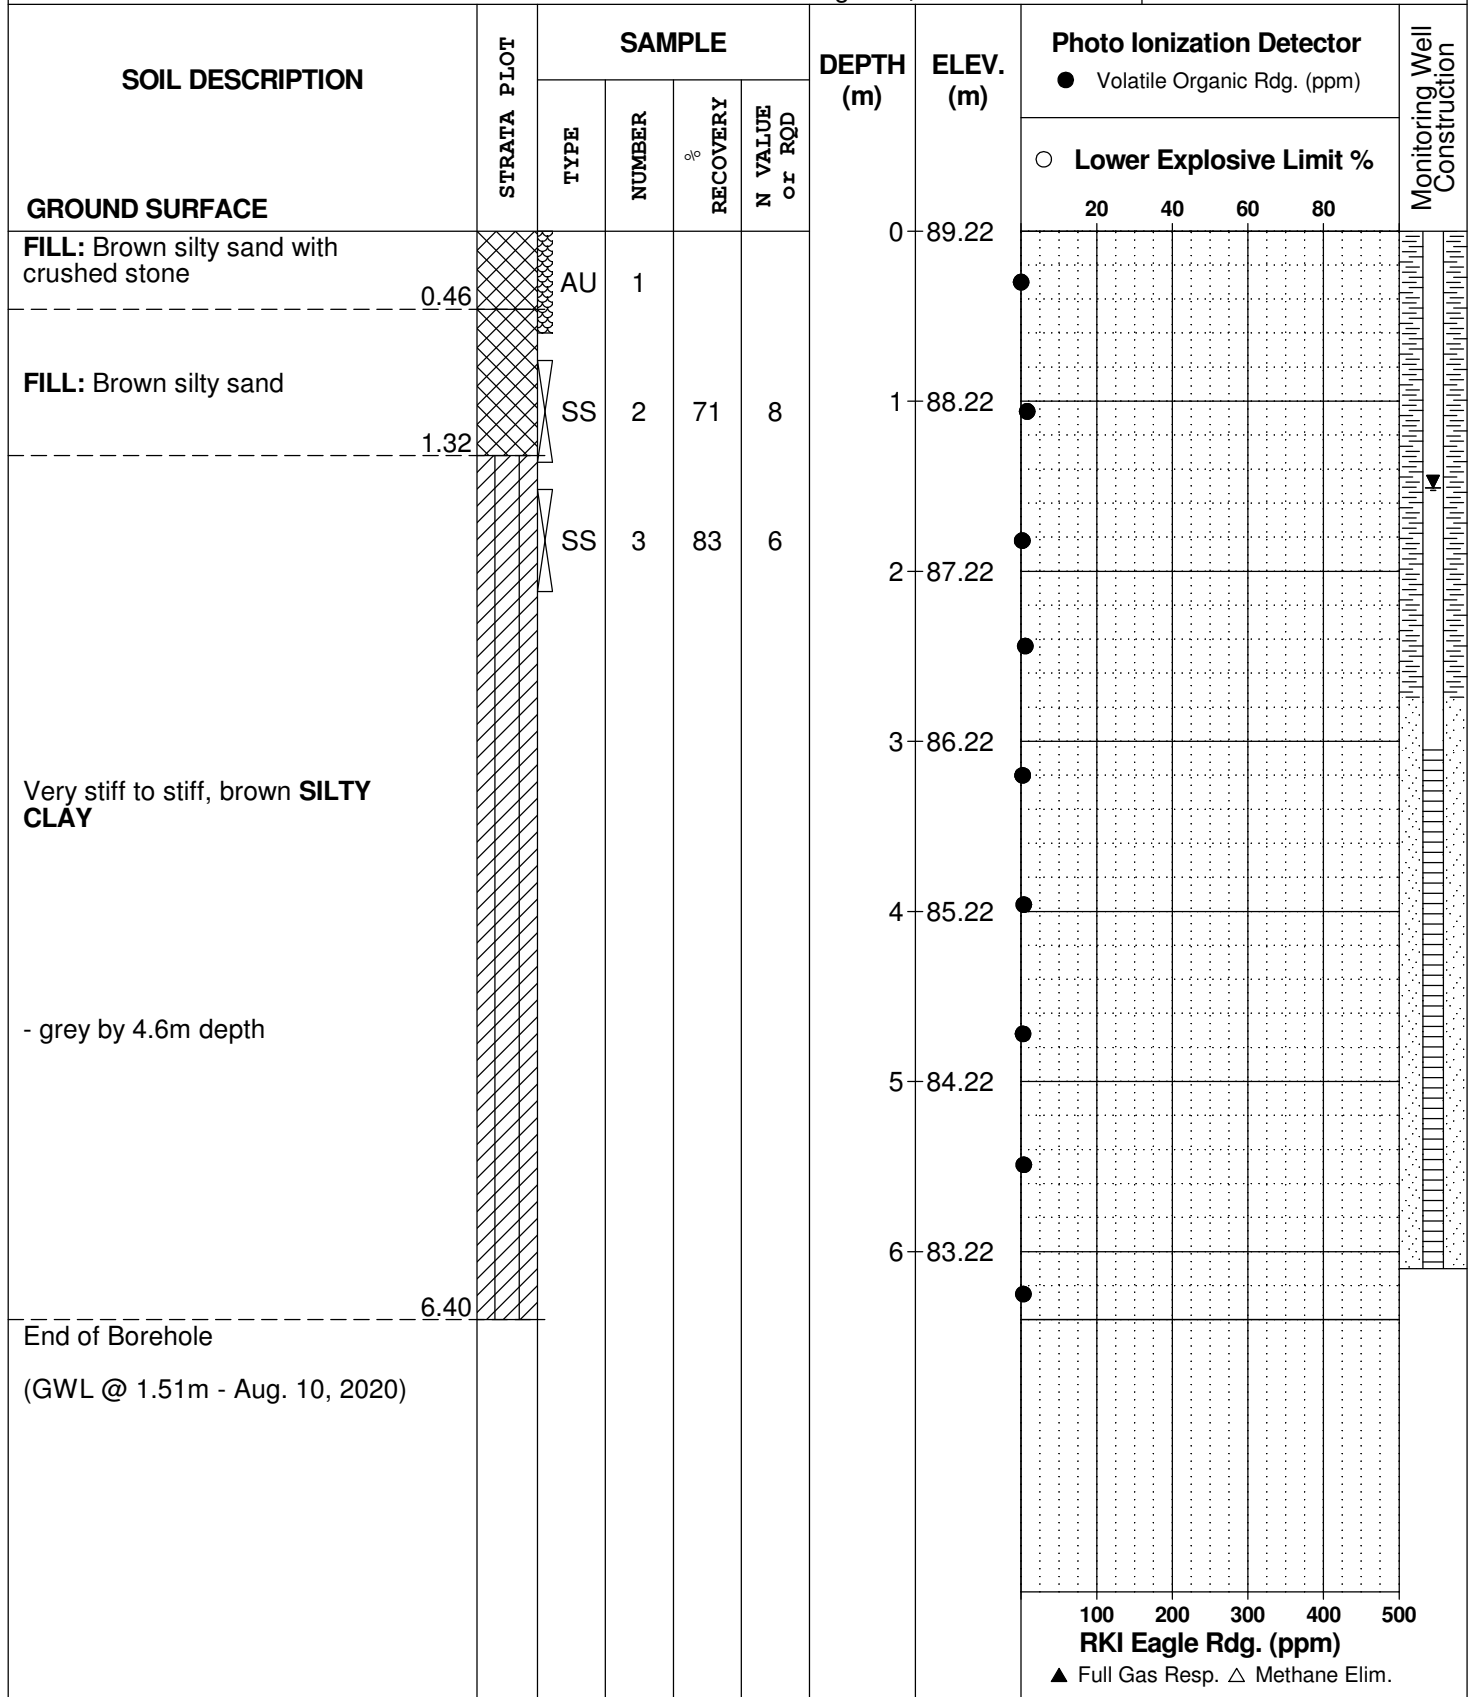 SOIL DESCRIPTION
GROUND SURFACE
STRATA PLOT
SAMPLE
TYPE
NUMBER
%
RECOVERY
N VALUE
or RQD
DEPTH
(m)
ELEV.
(m)
Photo Ionization Detector
● Volatile Organic Rdg. (ppm)
○ Lower Explosive Limit %
20 40 60 80
Monitoring Well
Construction
0 89.22
FILL: Brown silty sand with
crushed stone
0.46
AU 1
FILL: Brown silty sand
1.32
SS 2 71 8
1 88.22
SS 3 83 6
2 87.22
3 86.22
Very stiff to stiff, brown SILTY
CLAY
4 85.22
- grey by 4.6m depth
5 84.22
6 83.22
6.40
End of Borehole
(GWL @ 1.51m - Aug. 10, 2020)
100 200 300 400 500
RKI Eagle Rdg. (ppm)
▲ Full Gas Resp. △ Methane Elim.